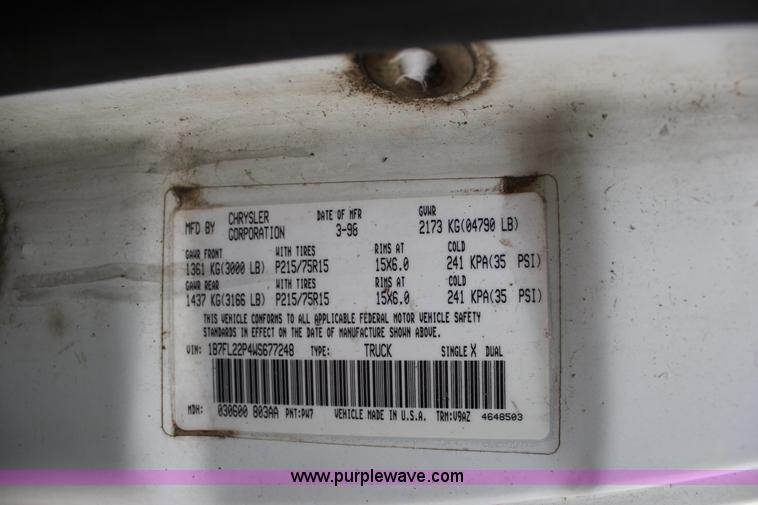 MFD BY CHRYSLER CORPORATION DATE OF MFR 3-98 GVWR 2173 KG(04790 LB)
GAWR FRONT WITH TIRES RIMS AT COLD
1361 KG(3000 LB) P215/75R15 15X6.0 241 KPA(35 PSI)
GAWR REAR WITH TIRES RIMS AT COLD
1437 KG(3166 LB) P215/75R15 15X6.0 241 KPA(35 PSI)
THIS VEHICLE CONFORMS TO ALL APPLICABLE FEDERAL MOTOR VEHICLE SAFETY
STANDARDS IN EFFECT ON THE DATE OF MANUFACTURE SHOWN ABOVE.
VIN: 1B7FL22P4WS677248 TYPE: TRUCK SINGLE X DUAL
MDH: 030600 803AA PNT:PW7 VEHICLE MADE IN U.S.A. TRM:V9AZ 4648503
www.purplewave.com